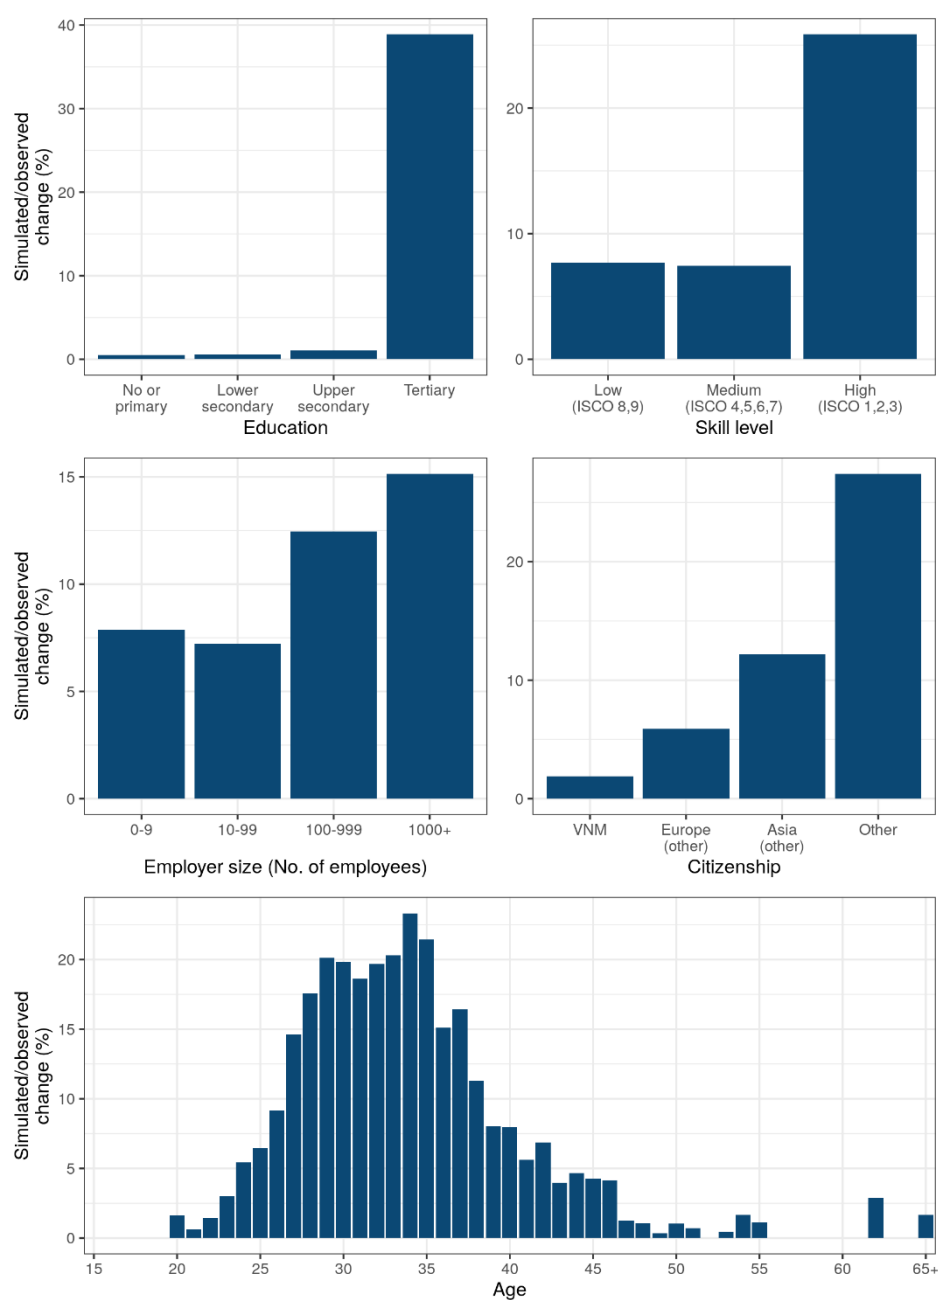 Simulated/observed
change (%)
40
30
20
10
0
No or
primary
Lower
secondary
Upper
secondary
Tertiary
Education
20
10
0
Low
(ISCO 8,9)
Medium
(ISCO 4,5,6,7)
High
(ISCO 1,2,3)
Skill level
Simulated/observed
change (%)
15
10
5
0
0-9
10-99
100-999
1000+
Employer size (No. of employees)
20
10
0
VNM
Europe
(other)
Asia
(other)
Other
Citizenship
Simulated/observed
change (%)
20
15
10
5
0
15
20
25
30
35
40
45
50
55
60
65+
Age